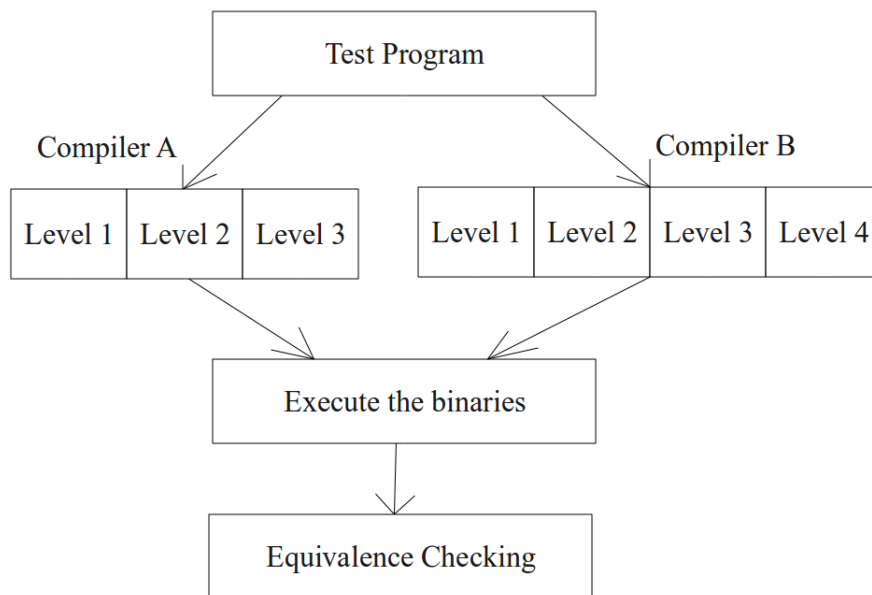 Test Program
Compiler A
Compiler B
Level 1 Level 2 Level 3
Level 1 Level 2 Level 3 Level 4
Execute the binaries
Equivalence Checking